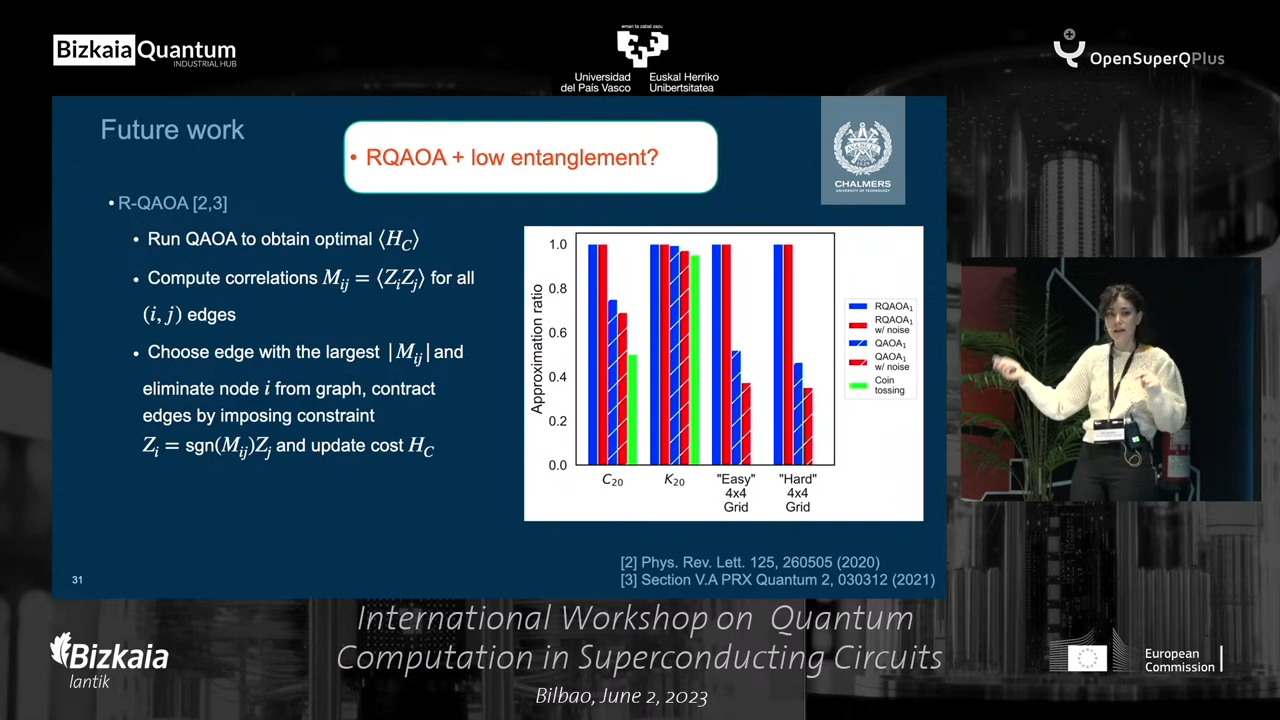 Bizkaia Quantum
INDUSTRIAL HUB
eman ta zabal zazu
Universidad
del País Vasco
Euskal Herriko
Unibertsitatea
OpenSuperQPlus
Future work
• RQAOA + low entanglement?
CHALMERS
UNIVERSITY OF TECHNOLOGY
• R-QAOA [2,3]
• Run QAOA to obtain optimal ⟨H_C⟩
• Compute correlations M_ij = ⟨Z_iZ_j⟩ for all
(i, j) edges
• Choose edge with the largest |M_ij| and
eliminate node i from graph, contract
edges by imposing constraint
Z_i = sgn(M_ij)Z_j and update cost H_C
Approximation ratio
1.0
0.8
0.6
0.4
0.2
0.0
C₂₀
K₂₀
"Easy"
4x4
Grid
"Hard"
4x4
Grid
RQAOA₁
RQAOA₁
w/ noise
QAOA₁
QAOA₁
w/ noise
Coin
tossing
[2] Phys. Rev. Lett. 125, 260505 (2020)
[3] Section V.A PRX Quantum 2, 030312 (2021)
31
International Workshop on Quantum
Computation in Superconducting Circuits
Bilbao, June 2, 2023
Bizkaia
lantik
European
Commission